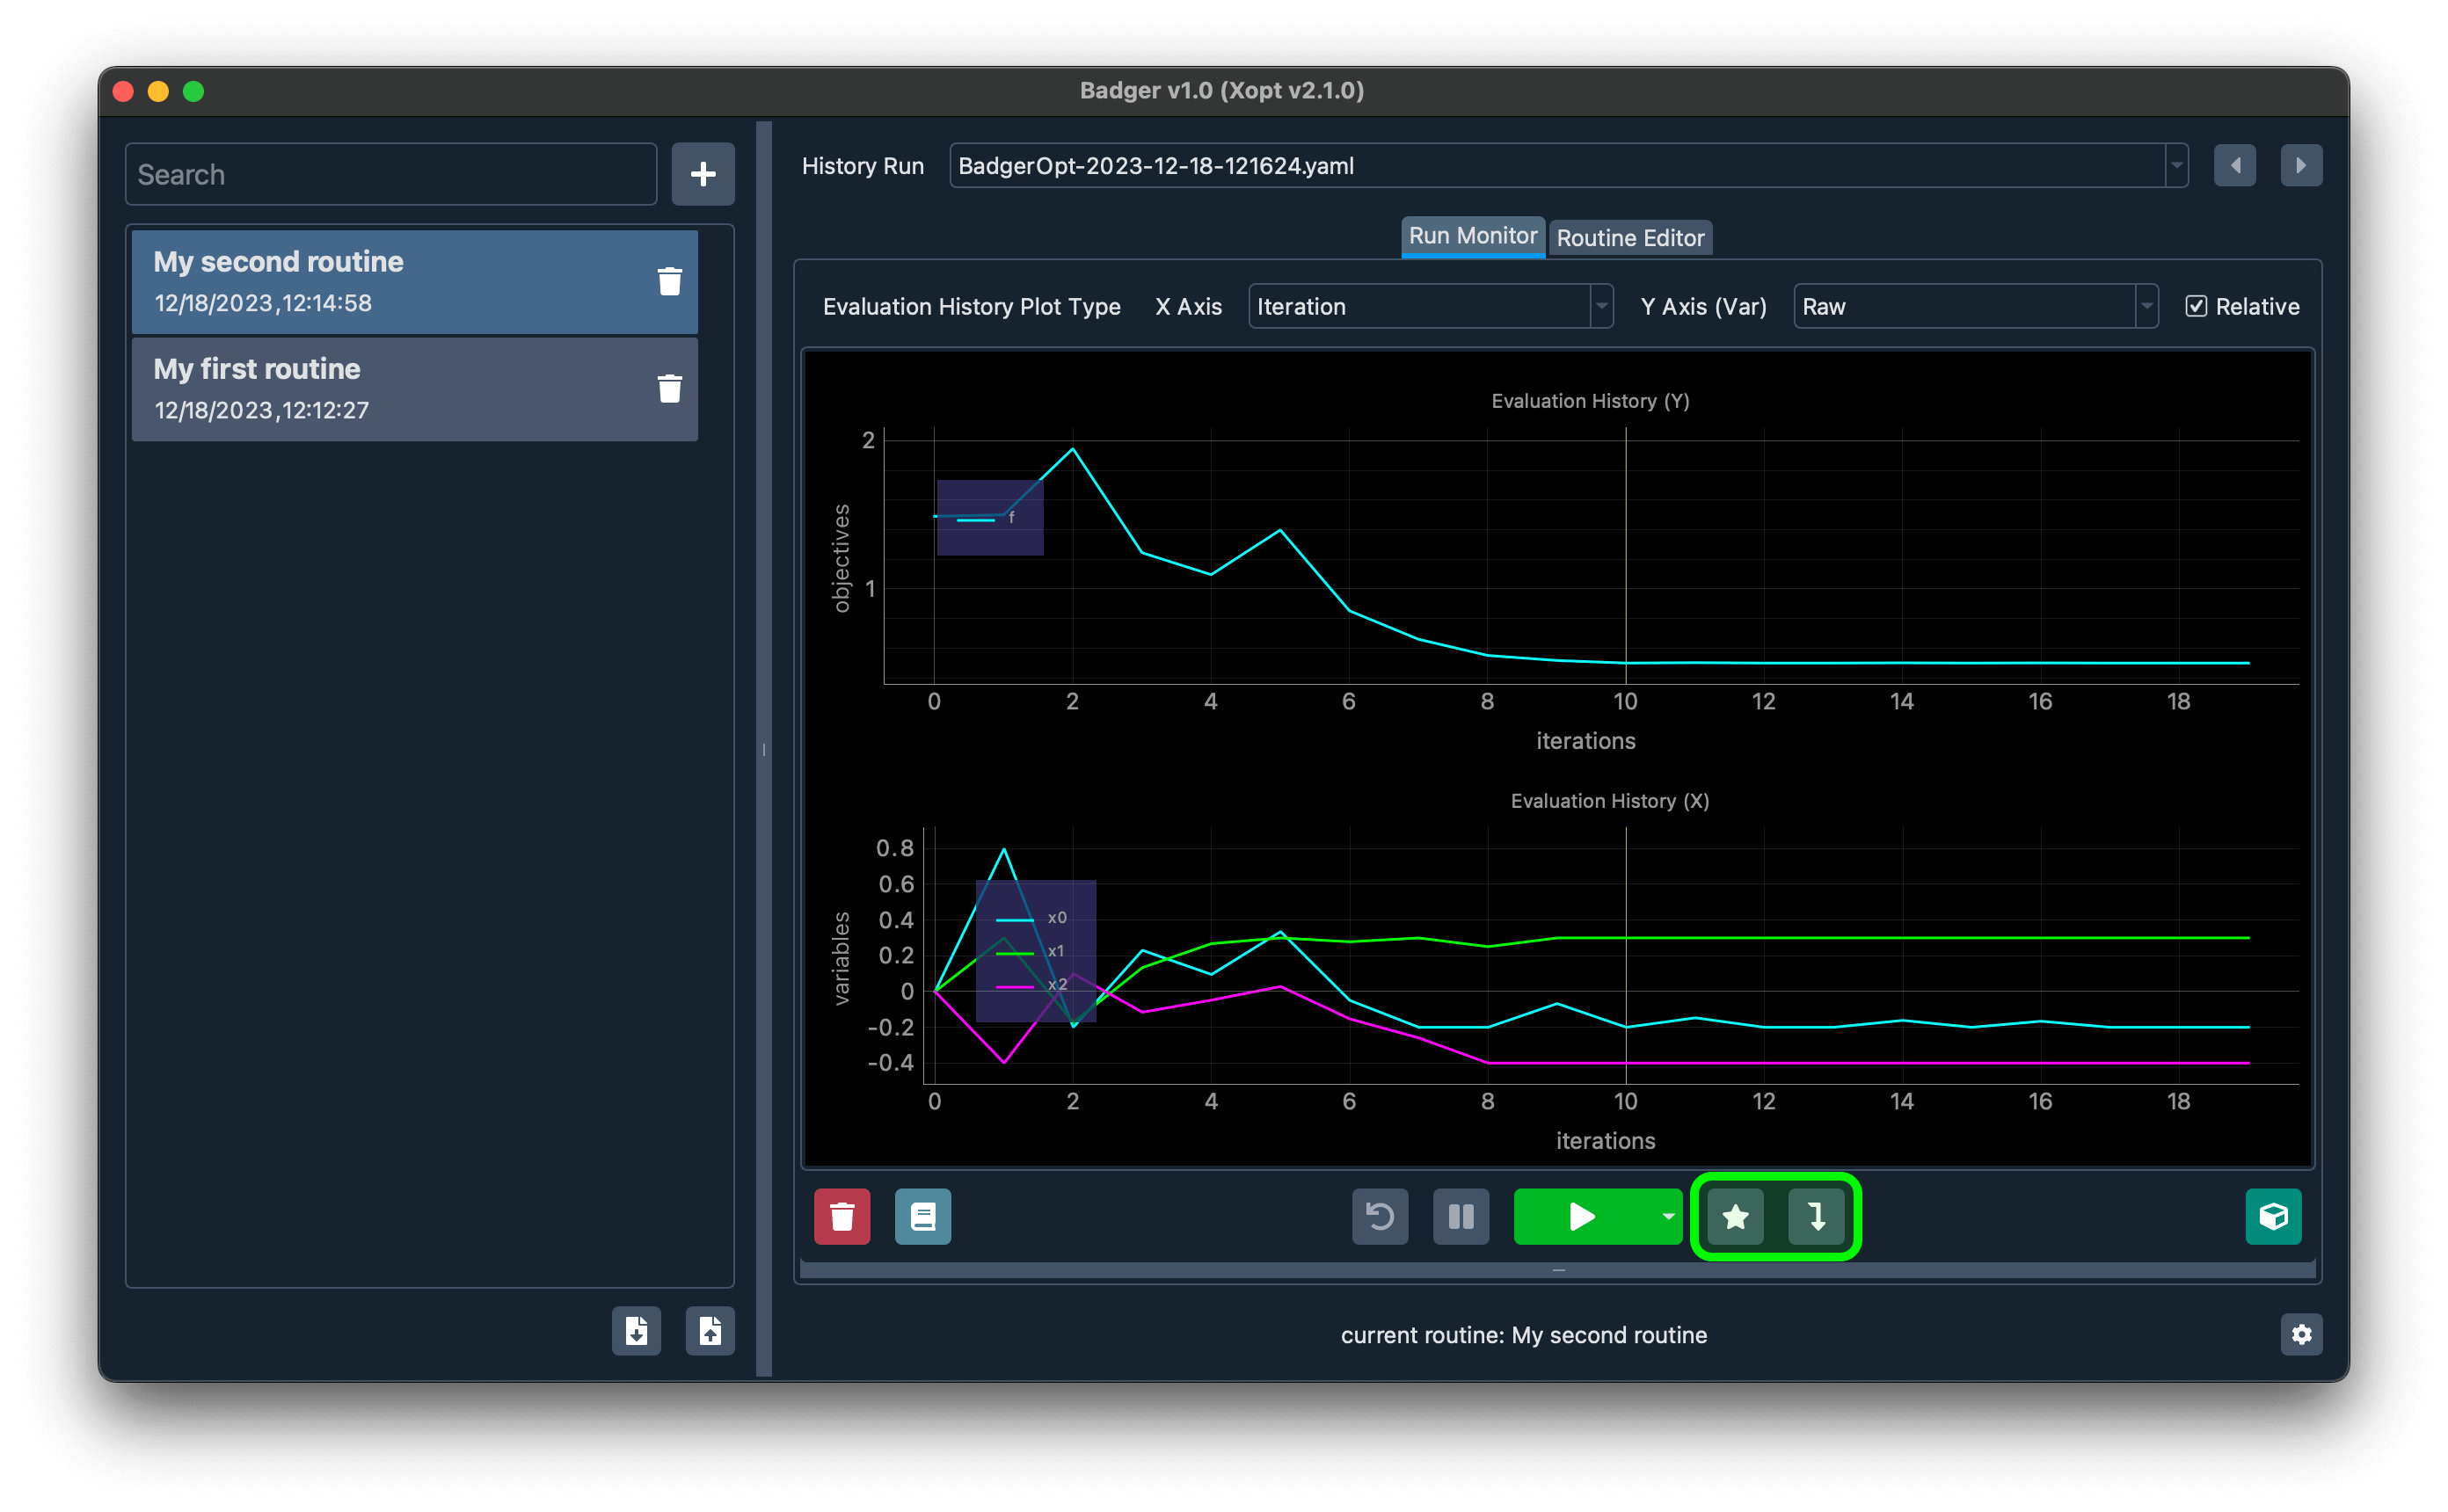 Badger v1.0 (Xopt v2.1.0)
Search
My second routine
12/18/2023,12:14:58
My first routine
12/18/2023,12:12:27
History Run
BadgerOpt-2023-12-18-121624.yaml
Run Monitor
Routine Editor
Evaluation History Plot Type
X Axis
Iteration
Y Axis (Var)
Raw
Relative
Evaluation History (Y)
objectives
2
1
f
0 2 4 6 8 10 12 14 16 18
iterations
Evaluation History (X)
variables
0.8
0.6
0.4
0.2
0
-0.2
-0.4
x0
x1
x2
0 2 4 6 8 10 12 14 16 18
iterations
current routine: My second routine